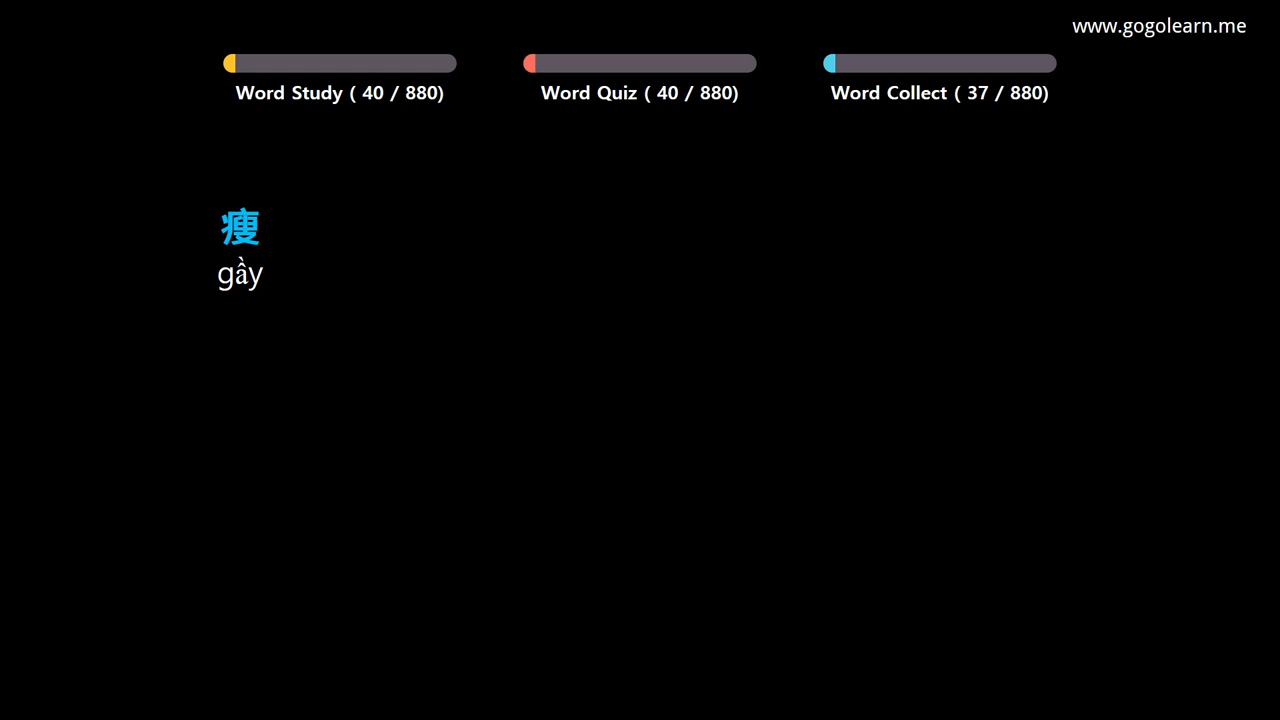 www.gogolearn.me
Word Study ( 40 / 880)
Word Quiz ( 40 / 880)
Word Collect ( 37 / 880)
瘦
gầy